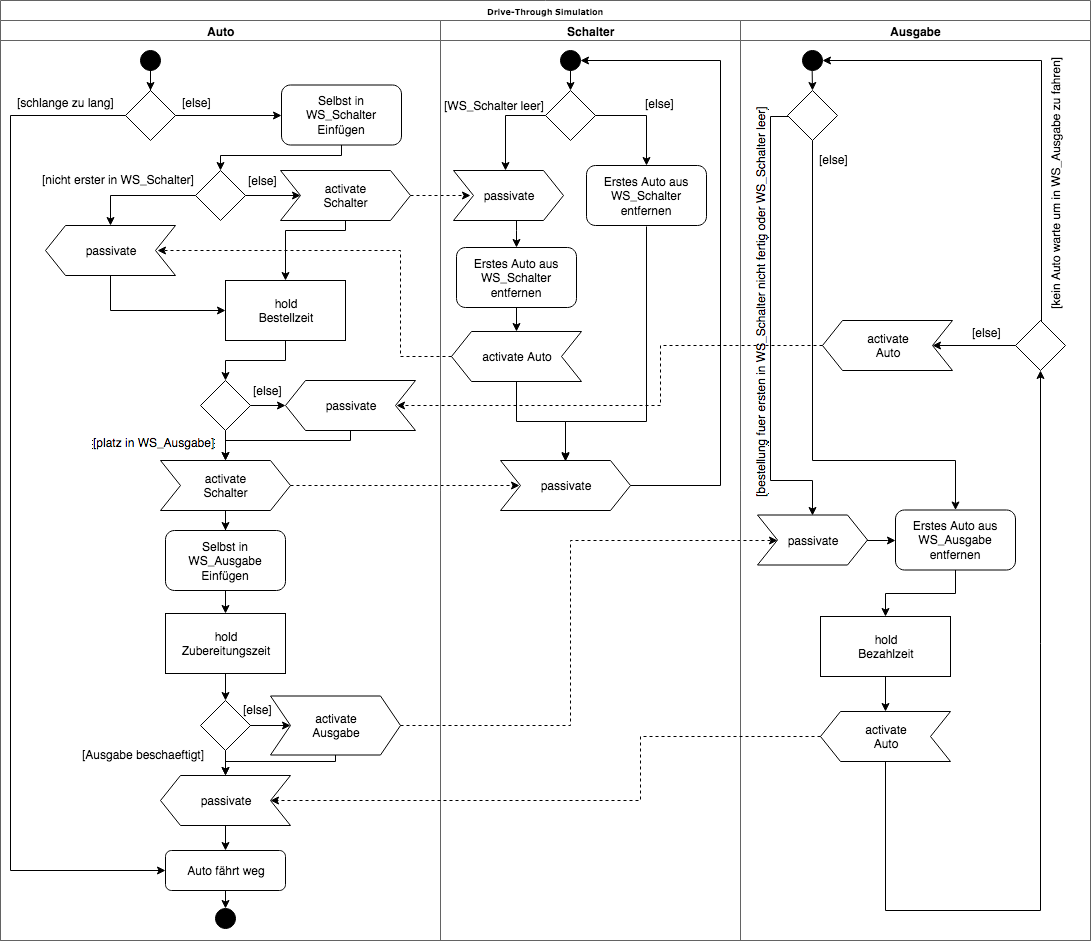 Drive-Through Simulation
Auto
Schalter
Ausgabe
[schlange zu lang]
[else]
Selbst in
WS_Schalter
Einfügen
[nicht erster in WS_Schalter]
[else]
activate
Schalter
passivate
hold
Bestellzeit
[else]
passivate
[platz in WS_Ausgabe]
activate
Schalter
Selbst in
WS_Ausgabe
Einfügen
hold
Zubereitungszeit
[else]
activate
Ausgabe
[Ausgabe beschaeftigt]
passivate
Auto fährt weg
[WS_Schalter leer]
[else]
passivate
Erstes Auto aus
WS_Schalter
entfernen
Erstes Auto aus
WS_Schalter
entfernen
activate Auto
passivate
[bestellung fuer ersten in WS_Schalter nicht fertig oder WS_Schalter leer]
[else]
[kein Auto warte um in WS_Ausgabe zu fahren]
activate
Auto
[else]
passivate
Erstes Auto aus
WS_Ausgabe
entfernen
hold
Bezahlzeit
activate
Auto